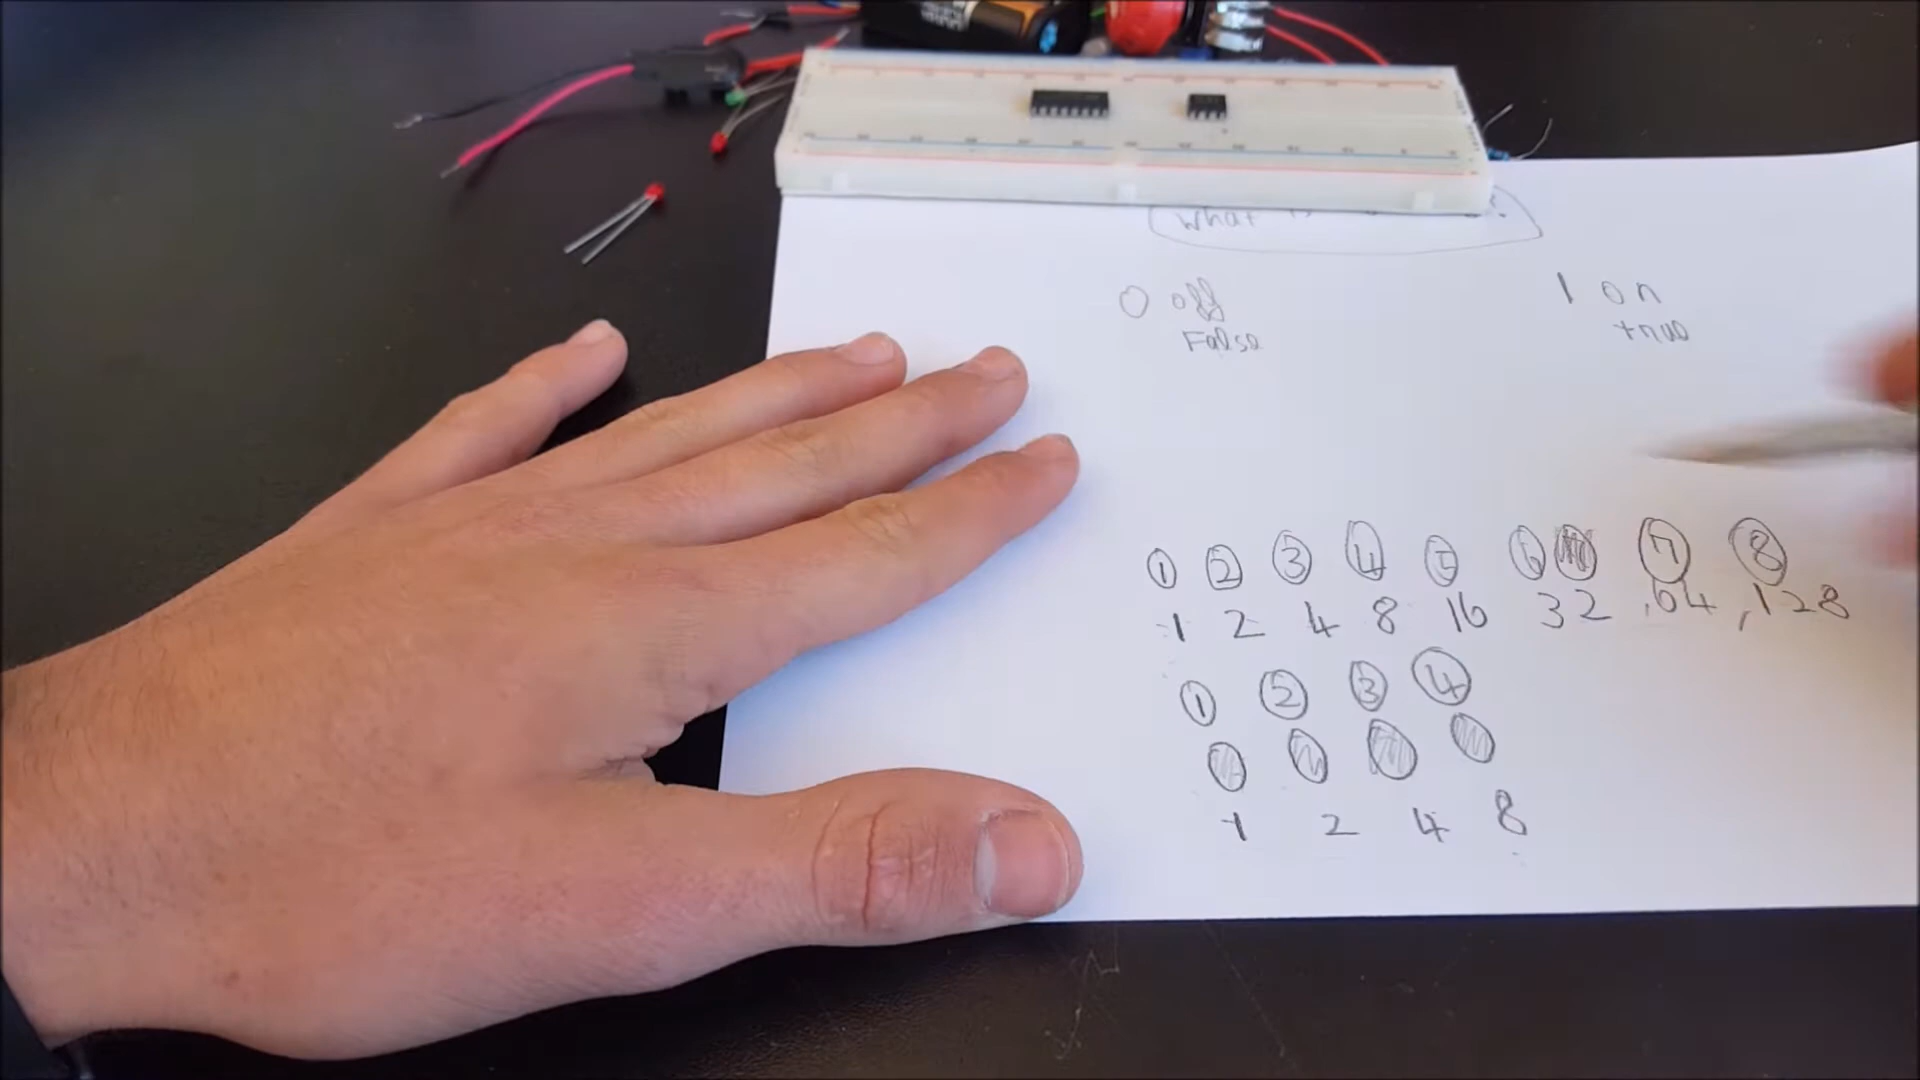 What
0 off
False
1 on
true
1 2 3 4 5 6 7 8
1 2 4 8 16 32 , 64 , 128
1 2 3 4
1 2 4 8